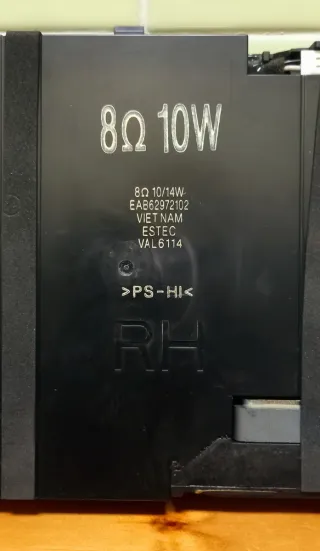 8Ω 10W
8Ω 10/14W
EAB62972102
VIETNAM
ESTEC
VAL6114
>PS-HI<
RH